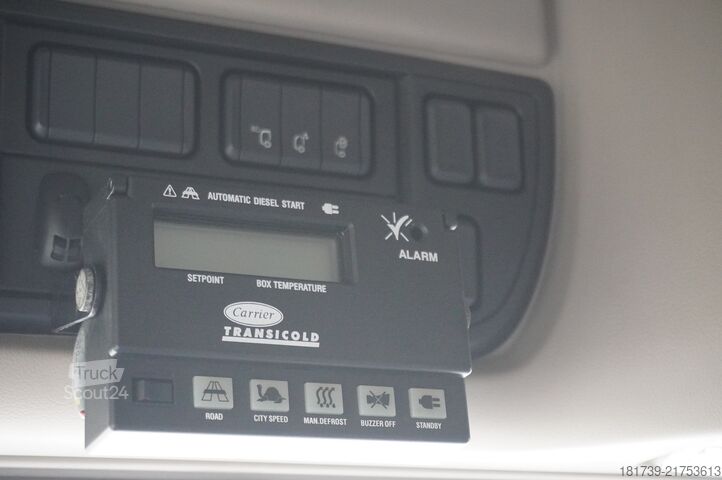 AUTOMATIC DIESEL START
ALARM
SETPOINT BOX TEMPERATURE
Carrier
TRANSICOLD
ROAD CITY SPEED MAN.DEFROST BUZZER OFF STANDBY
Truck
Scout24
181739-21753613